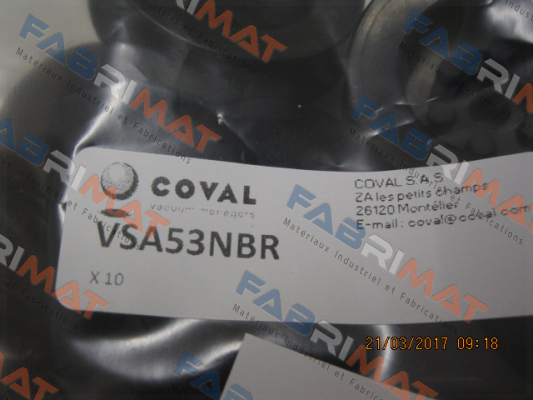 COVAL
vacuum managers
VSA53NBR
X 10
COVAL S.A.S
ZA les petits champs
26120 Montélier
E-mail : coval@coval.com
21/03/2017 09:18
FABRIMAT
Materiaux Industriel et Fabrications